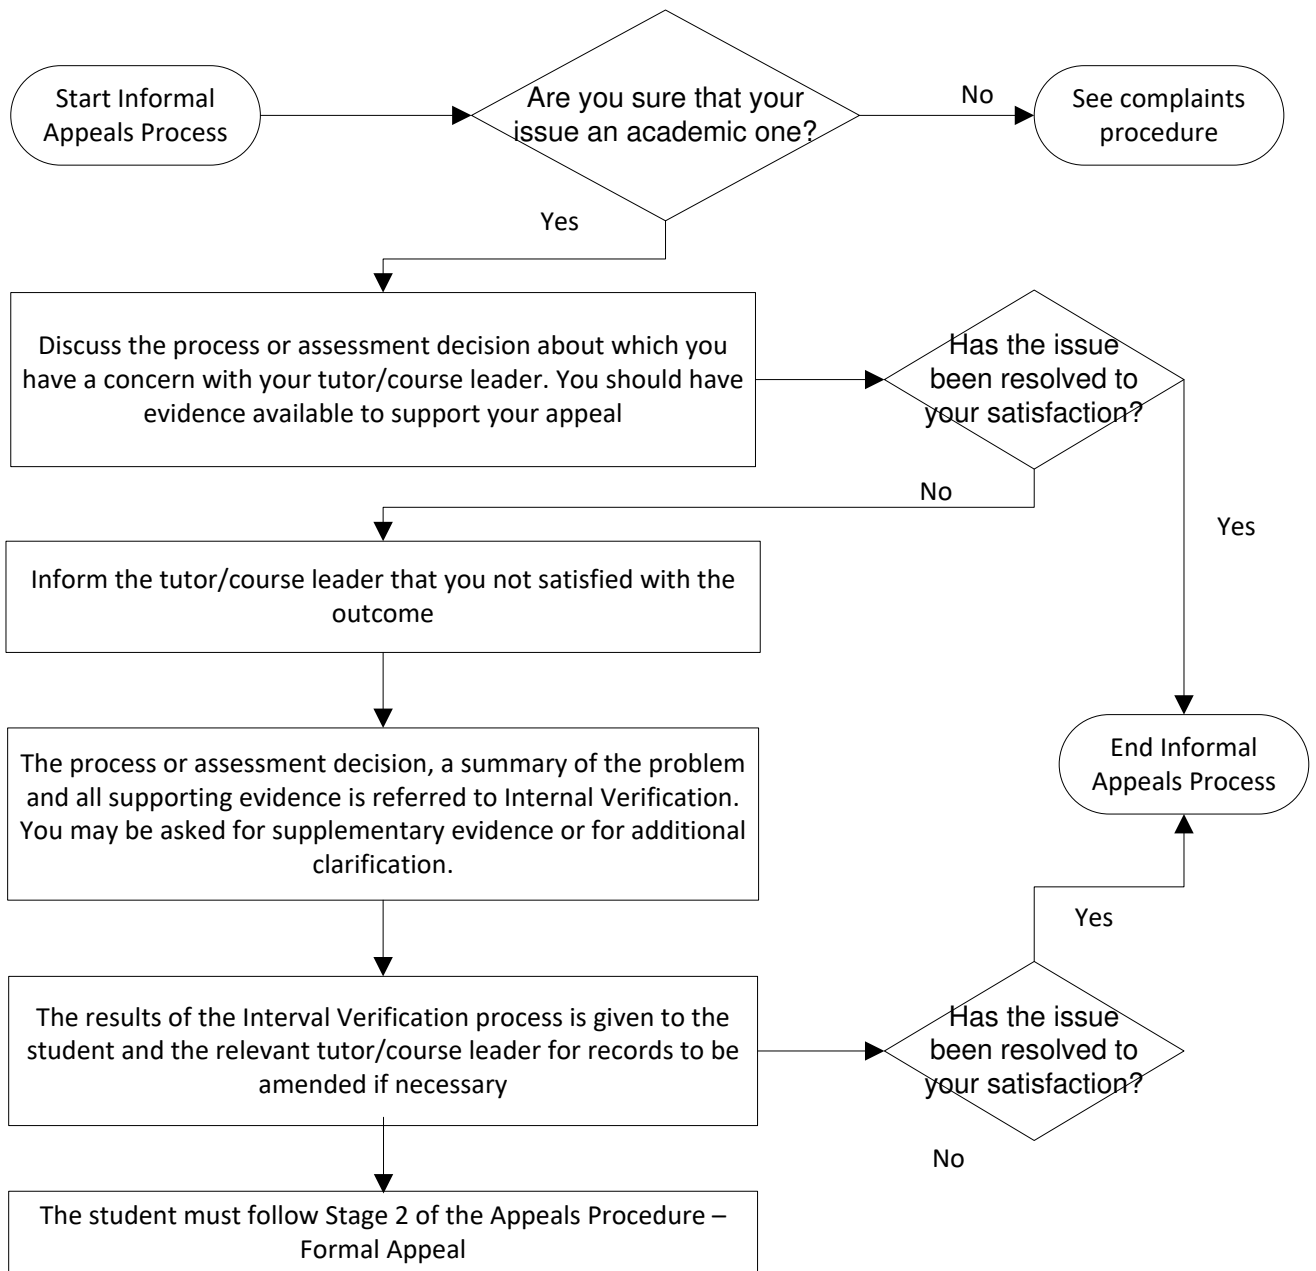 Start Informal
Appeals Process
Are you sure that your
issue an academic one?
No
See complaints
procedure
Yes
Discuss the process or assessment decision about which you
have a concern with your tutor/course leader. You should have
evidence available to support your appeal
Has the issue
been resolved to
your satisfaction?
No
Yes
Inform the tutor/course leader that you not satisfied with the
outcome
The process or assessment decision, a summary of the problem
and all supporting evidence is referred to Internal Verification.
You may be asked for supplementary evidence or for additional
clarification.
End Informal
Appeals Process
Yes
The results of the Interval Verification process is given to the
student and the relevant tutor/course leader for records to be
amended if necessary
Has the issue
been resolved to
your satisfaction?
No
The student must follow Stage 2 of the Appeals Procedure –
Formal Appeal